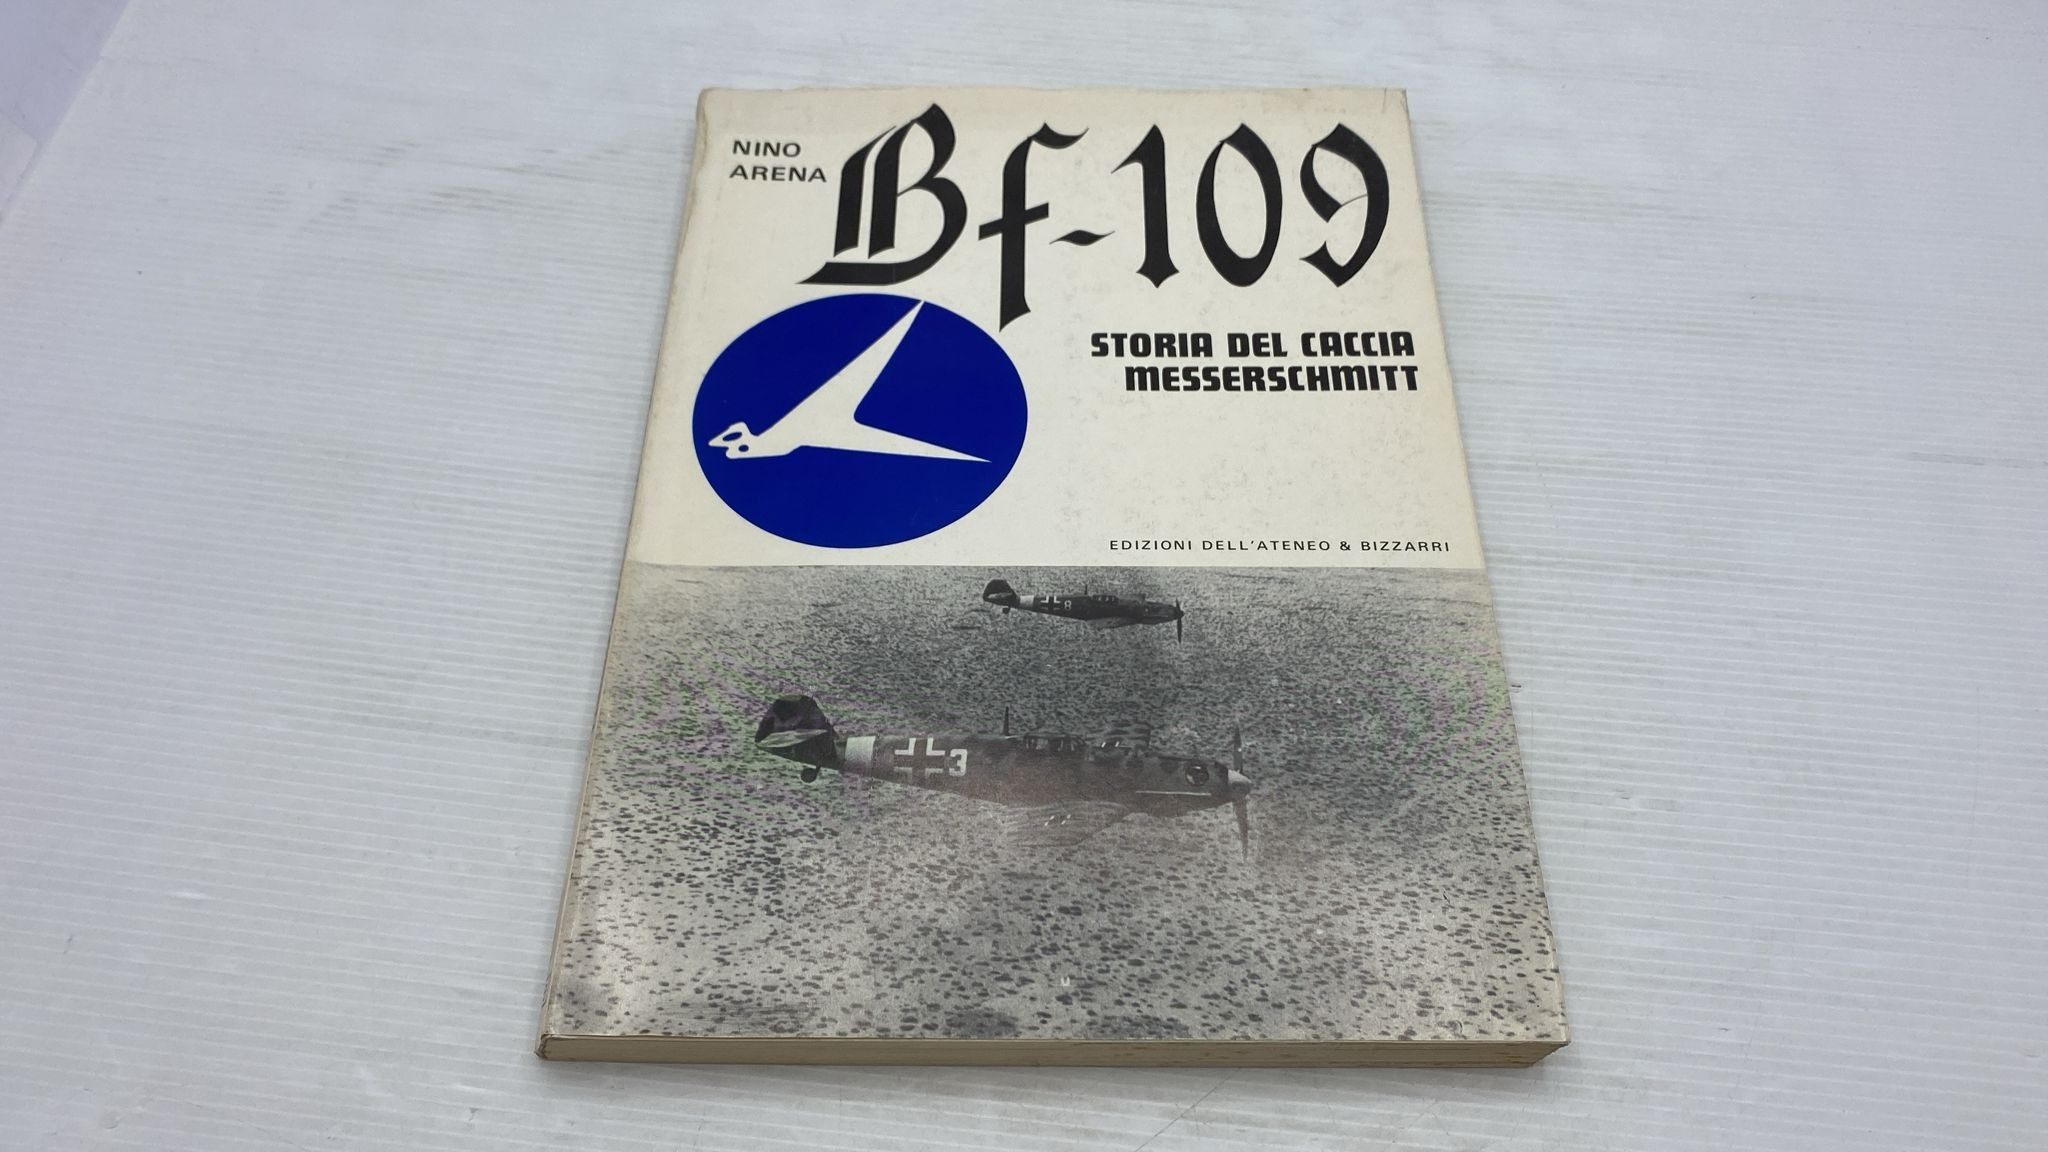 NINO
ARENA
Bf-109
STORIA DEL CACCIA
MESSERSCHMITT
EDIZIONI DELL'ATENEO & BIZZARRI
8
3